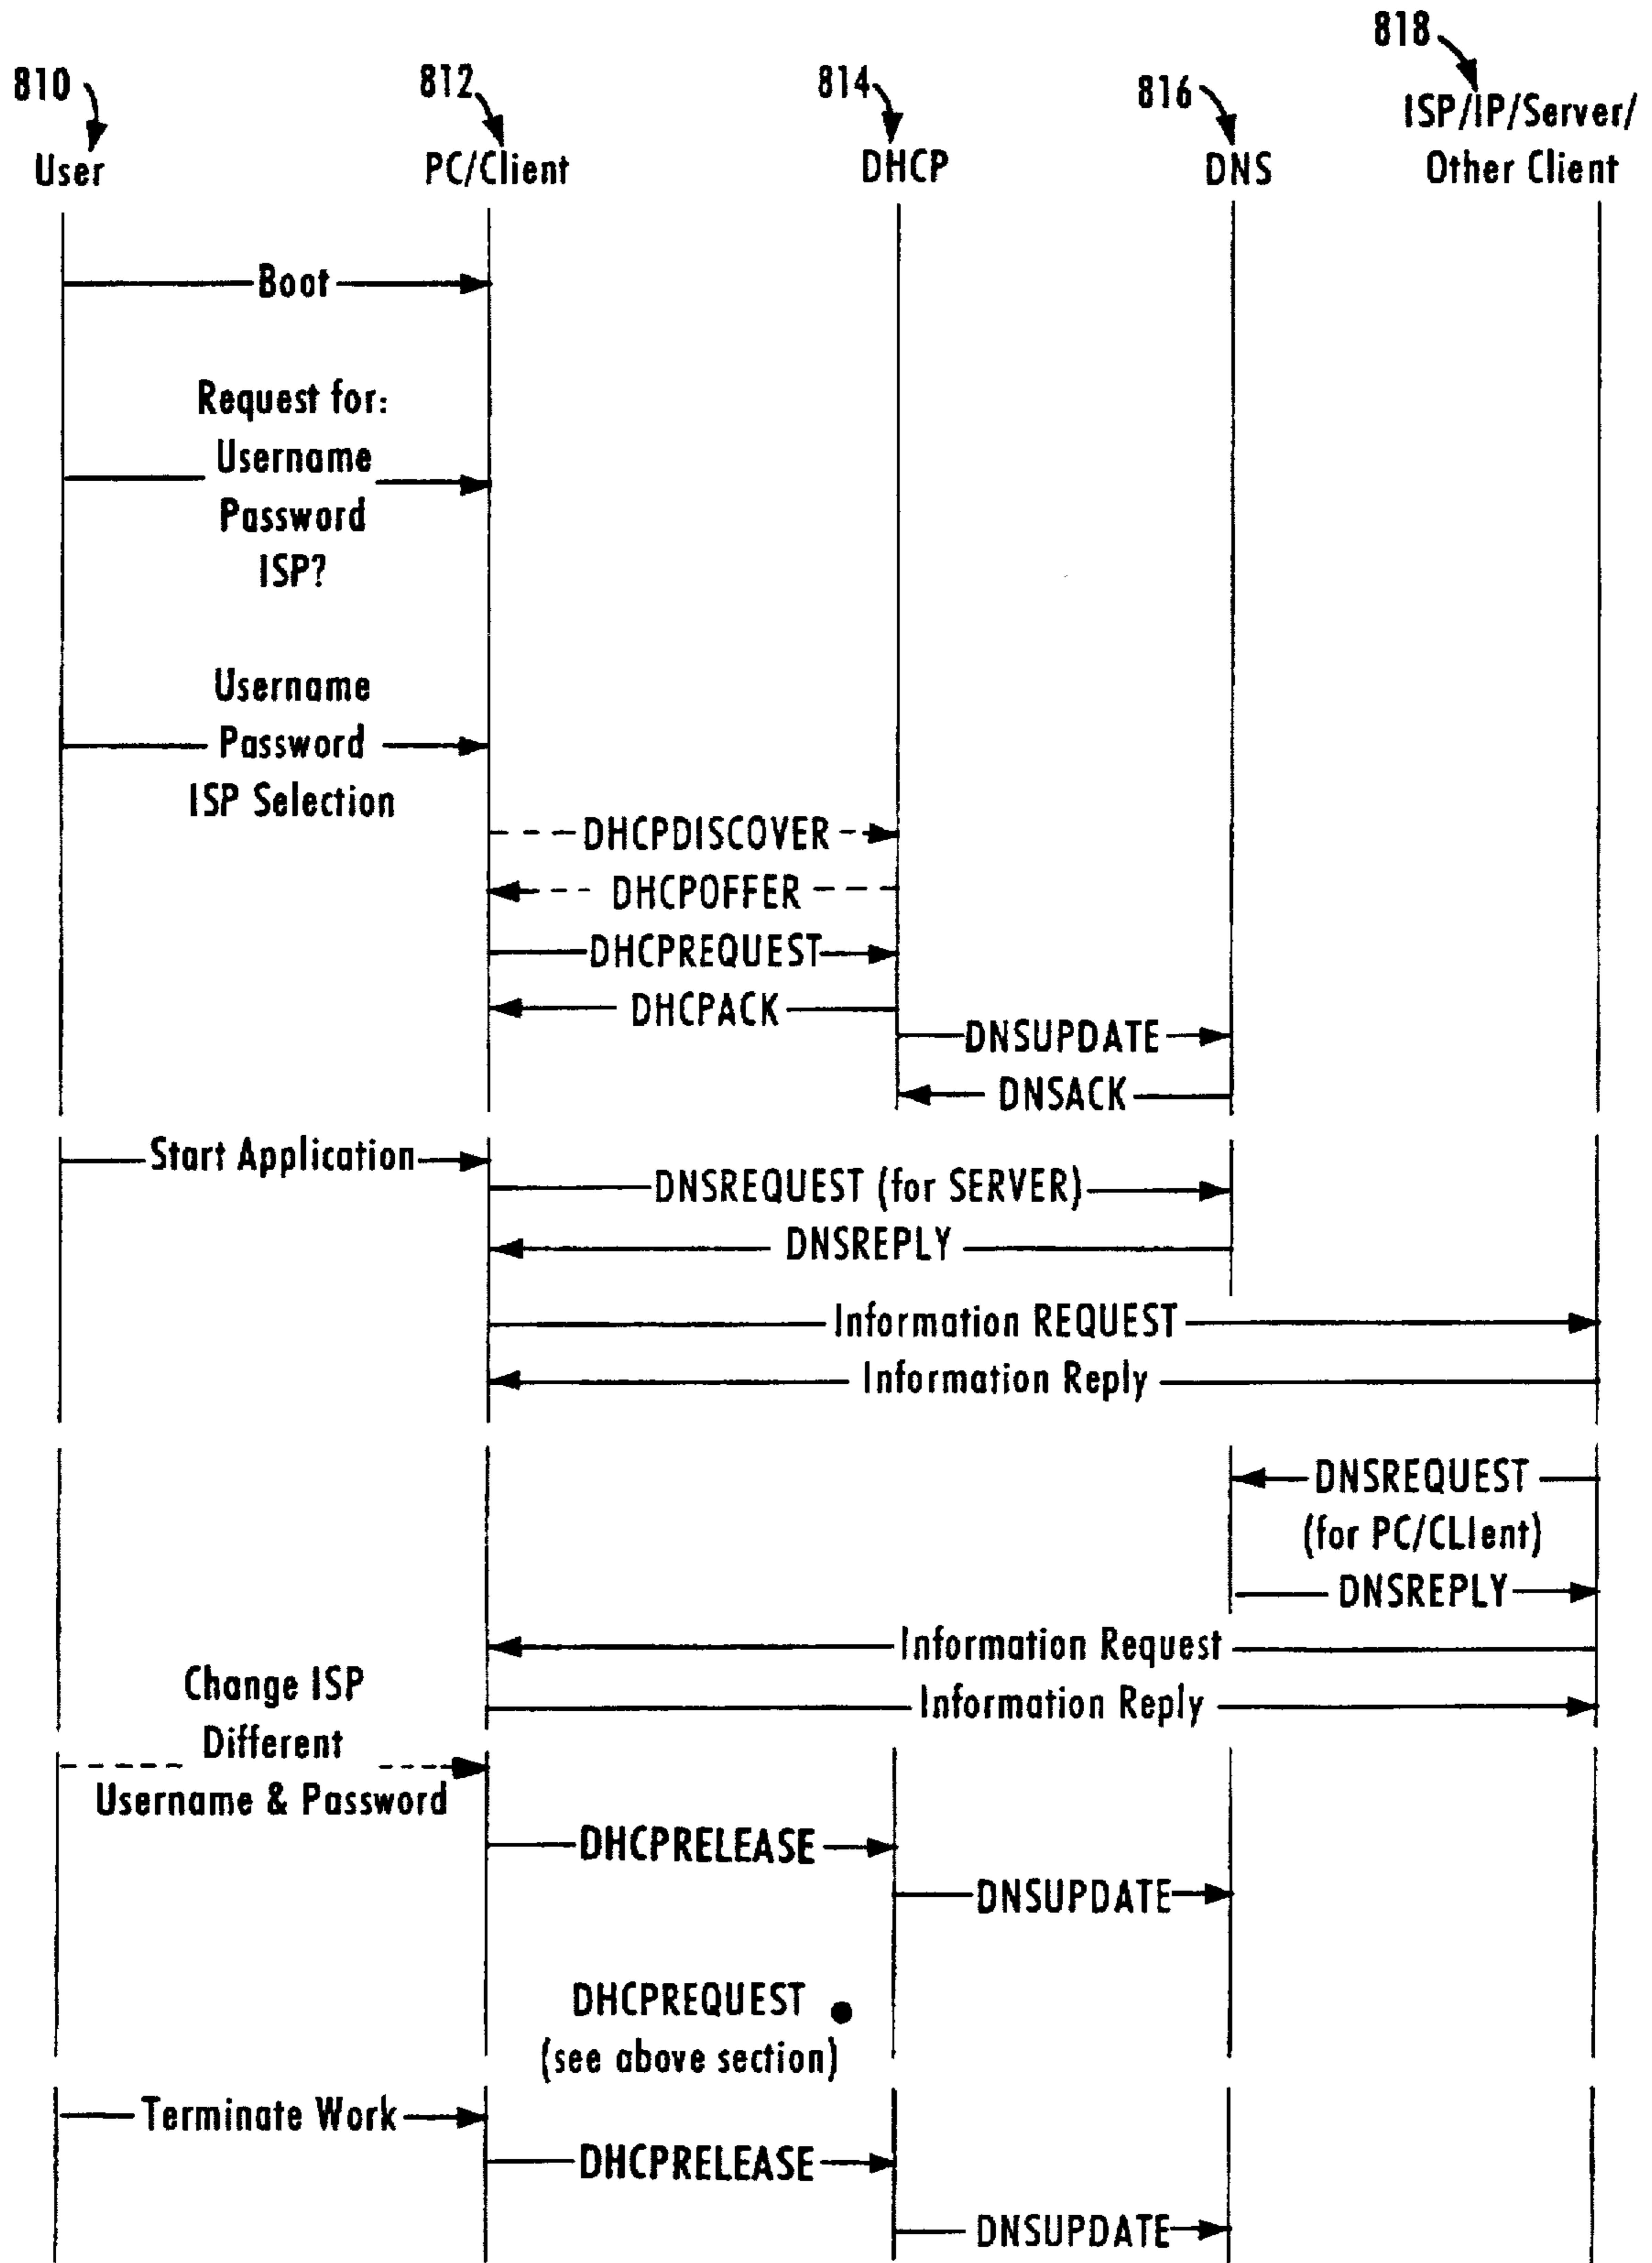 818
810
812
814
816
ISP/IP/Server/
Other Client
User
PC/Client
DHCP
DNS
Boot
Request for:
Username
Password
ISP?
Username
Password
ISP Selection
DHCPDISCOVER
DHCPOFFER
DHCPREQUEST
DHCPACK
DNSUPDATE
DNSACK
Start Application
DNSREQUEST (for SERVER)
DNSREPLY
Information REQUEST
Information Reply
DNSREQUEST
(for PC/CLIent)
DNSREPLY
Information Request
Information Reply
Change ISP
Different
Username & Password
DHCPRELEASE
DNSUPDATE
DHCPREQUEST
(see above section)
Terminate Work
DHCPRELEASE
DNSUPDATE